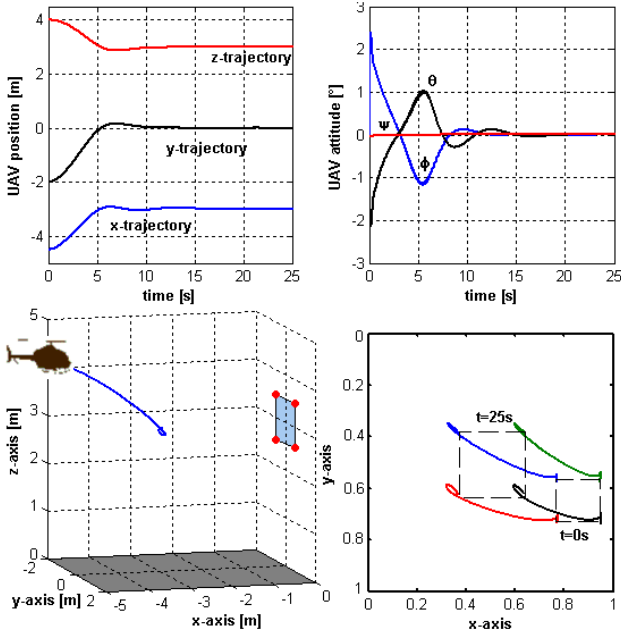 UAV position [m]
4
2
0
-2
-4
z-trajectory
y-trajectory
x-trajectory
0 5 10 15 20 25
time [s]
UAV attitude [°]
3
2
1
0
-1
-2
-3
θ
Ψ
ϕ
0 5 10 15 20 25
time [s]
z-axis [m]
5
4
3
2
1
0
-2
0
2
y-axis [m]
-5 -4 -3 -2 -1 0
x-axis [m]
y-axis
0
0.2
0.4
0.6
0.8
1
t=25s
t=0s
0 0.2 0.4 0.6 0.8 1
x-axis